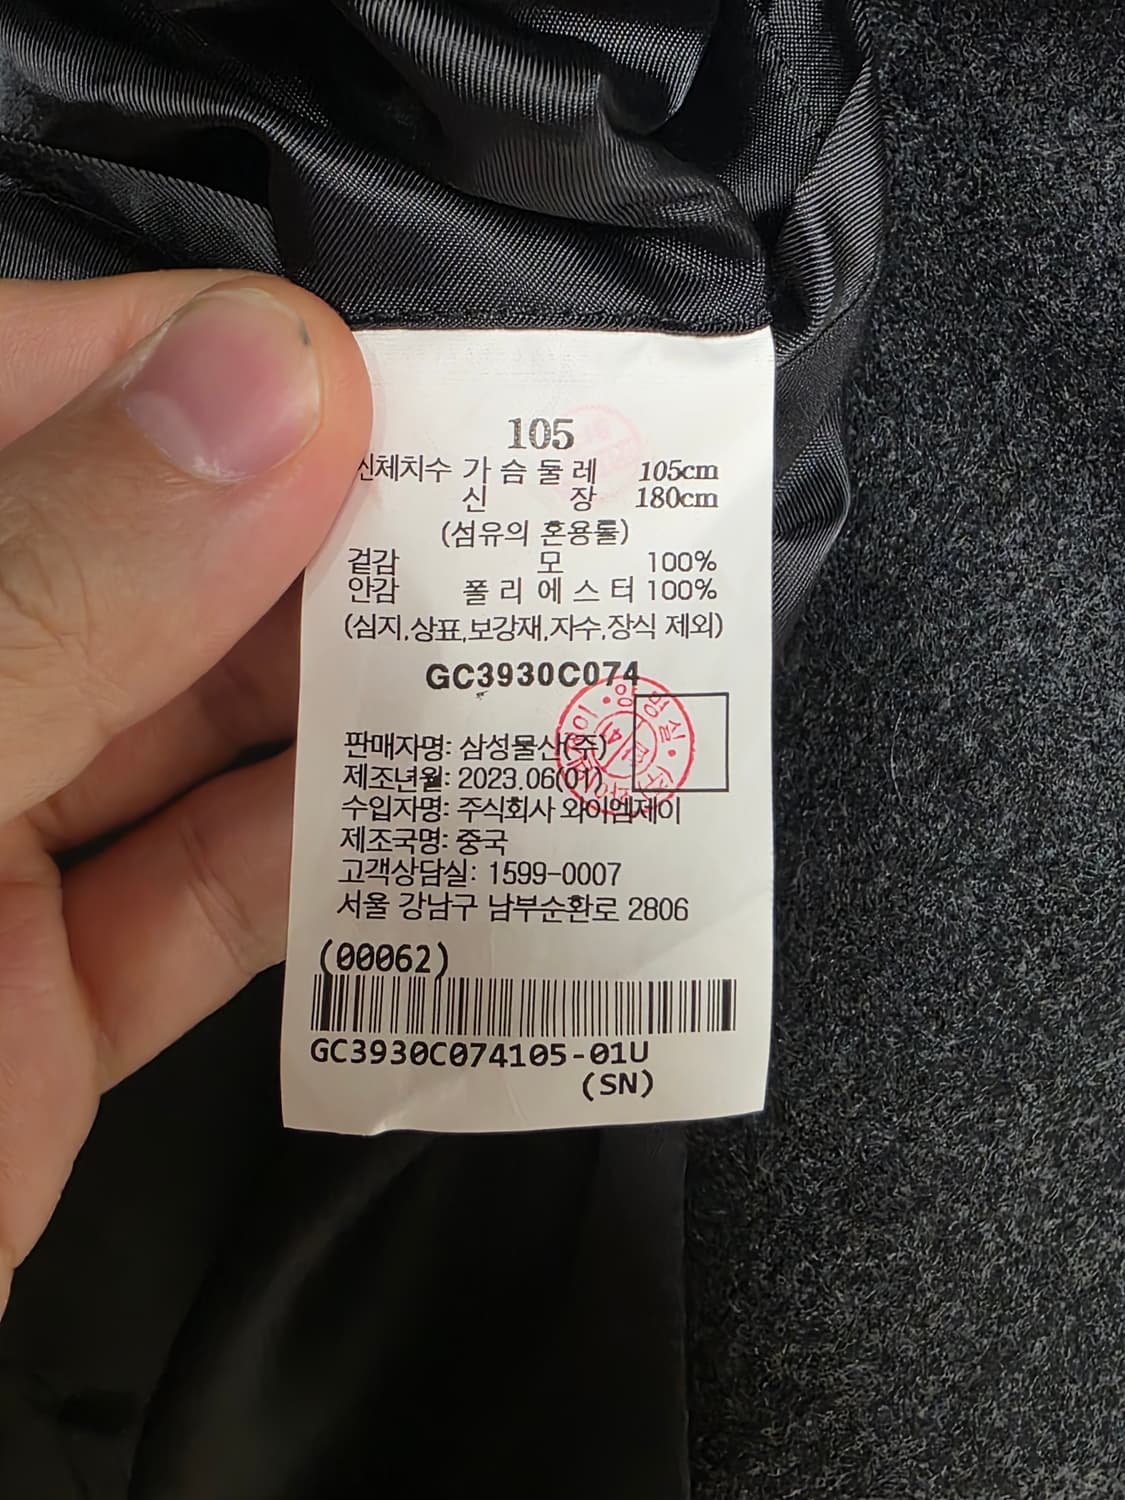 105
신체치수 가슴둘레 105cm
신장 180cm
(섬유의 혼용률)
겉감 모 100%
안감 폴리에스터 100%
(심지,상표,보강재,자수,장식 제외)
GC3930C074
판매자명: 삼성물산(주)
제조년월: 2023.06(01)
수입자명: 주식회사 와이엠제이
제조국명: 중국
고객상담실: 1599-0007
서울 강남구 남부순환로 2806
(00062)
GC3930C074105-01U
(SN)